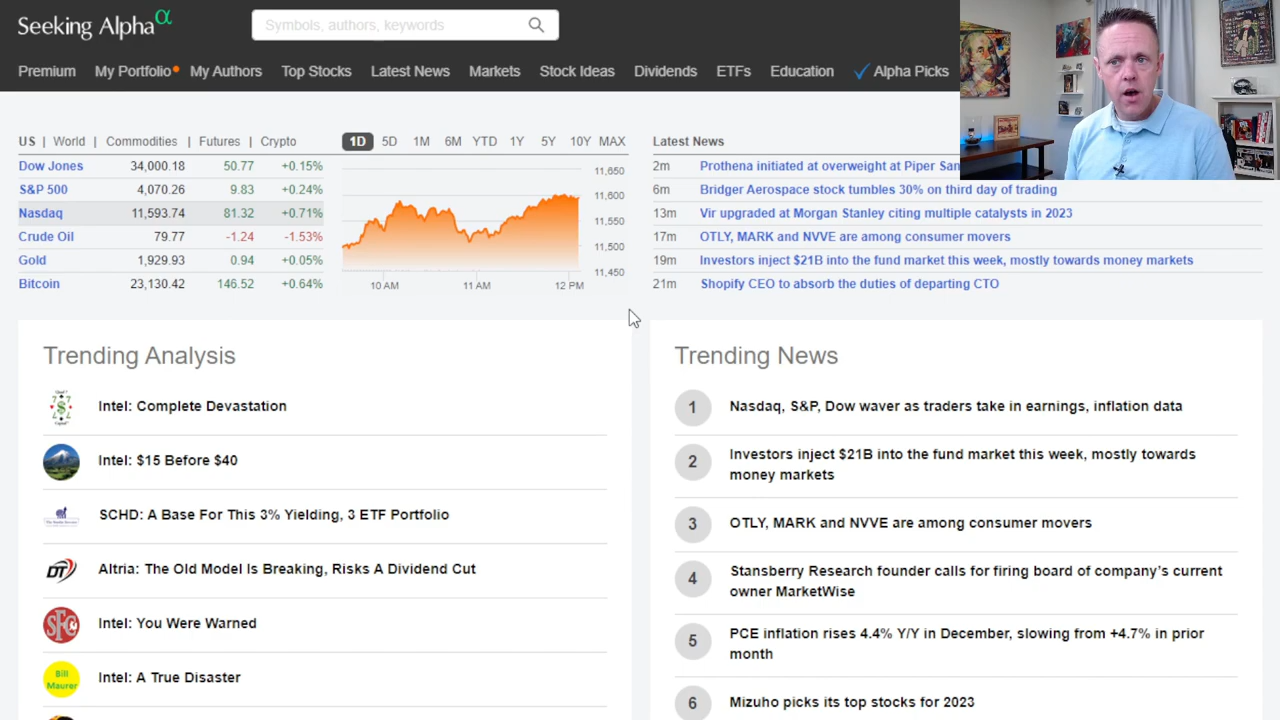 Seeking Alpha α
Symbols, authors, keywords
Premium My Portfolio My Authors Top Stocks Latest News Markets Stock Ideas Dividends ETFs Education Alpha Picks
US | World | Commodities | Futures | Crypto
Dow Jones 34,000.18 50.77 +0.15%
S&P 500 4,070.26 9.83 +0.24%
Nasdaq 11,593.74 81.32 +0.71%
Crude Oil 79.77 -1.24 -1.53%
Gold 1,929.93 0.94 +0.05%
Bitcoin 23,130.42 146.52 +0.64%
1D 5D 1M 6M YTD 1Y 5Y 10Y MAX
11,650
11,600
11,550
11,500
11,450
10 AM 11 AM 12 PM
Latest News
2m Prothena initiated at overweight at Piper San
6m Bridger Aerospace stock tumbles 30% on third day of trading
13m Vir upgraded at Morgan Stanley citing multiple catalysts in 2023
17m OTLY, MARK and NVVE are among consumer movers
19m Investors inject $21B into the fund market this week, mostly towards money markets
21m Shopify CEO to absorb the duties of departing CTO
Trending Analysis
Intel: Complete Devastation
Intel: $15 Before $40
SCHD: A Base For This 3% Yielding, 3 ETF Portfolio
DT
Altria: The Old Model Is Breaking, Risks A Dividend Cut
SFC
Intel: You Were Warned
Bill
Maurer
Intel: A True Disaster
Trending News
1 Nasdaq, S&P, Dow waver as traders take in earnings, inflation data
2 Investors inject $21B into the fund market this week, mostly towards
money markets
3 OTLY, MARK and NVVE are among consumer movers
4 Stansberry Research founder calls for firing board of company's current
owner MarketWise
5 PCE inflation rises 4.4% Y/Y in December, slowing from +4.7% in prior
month
6 Mizuho picks its top stocks for 2023